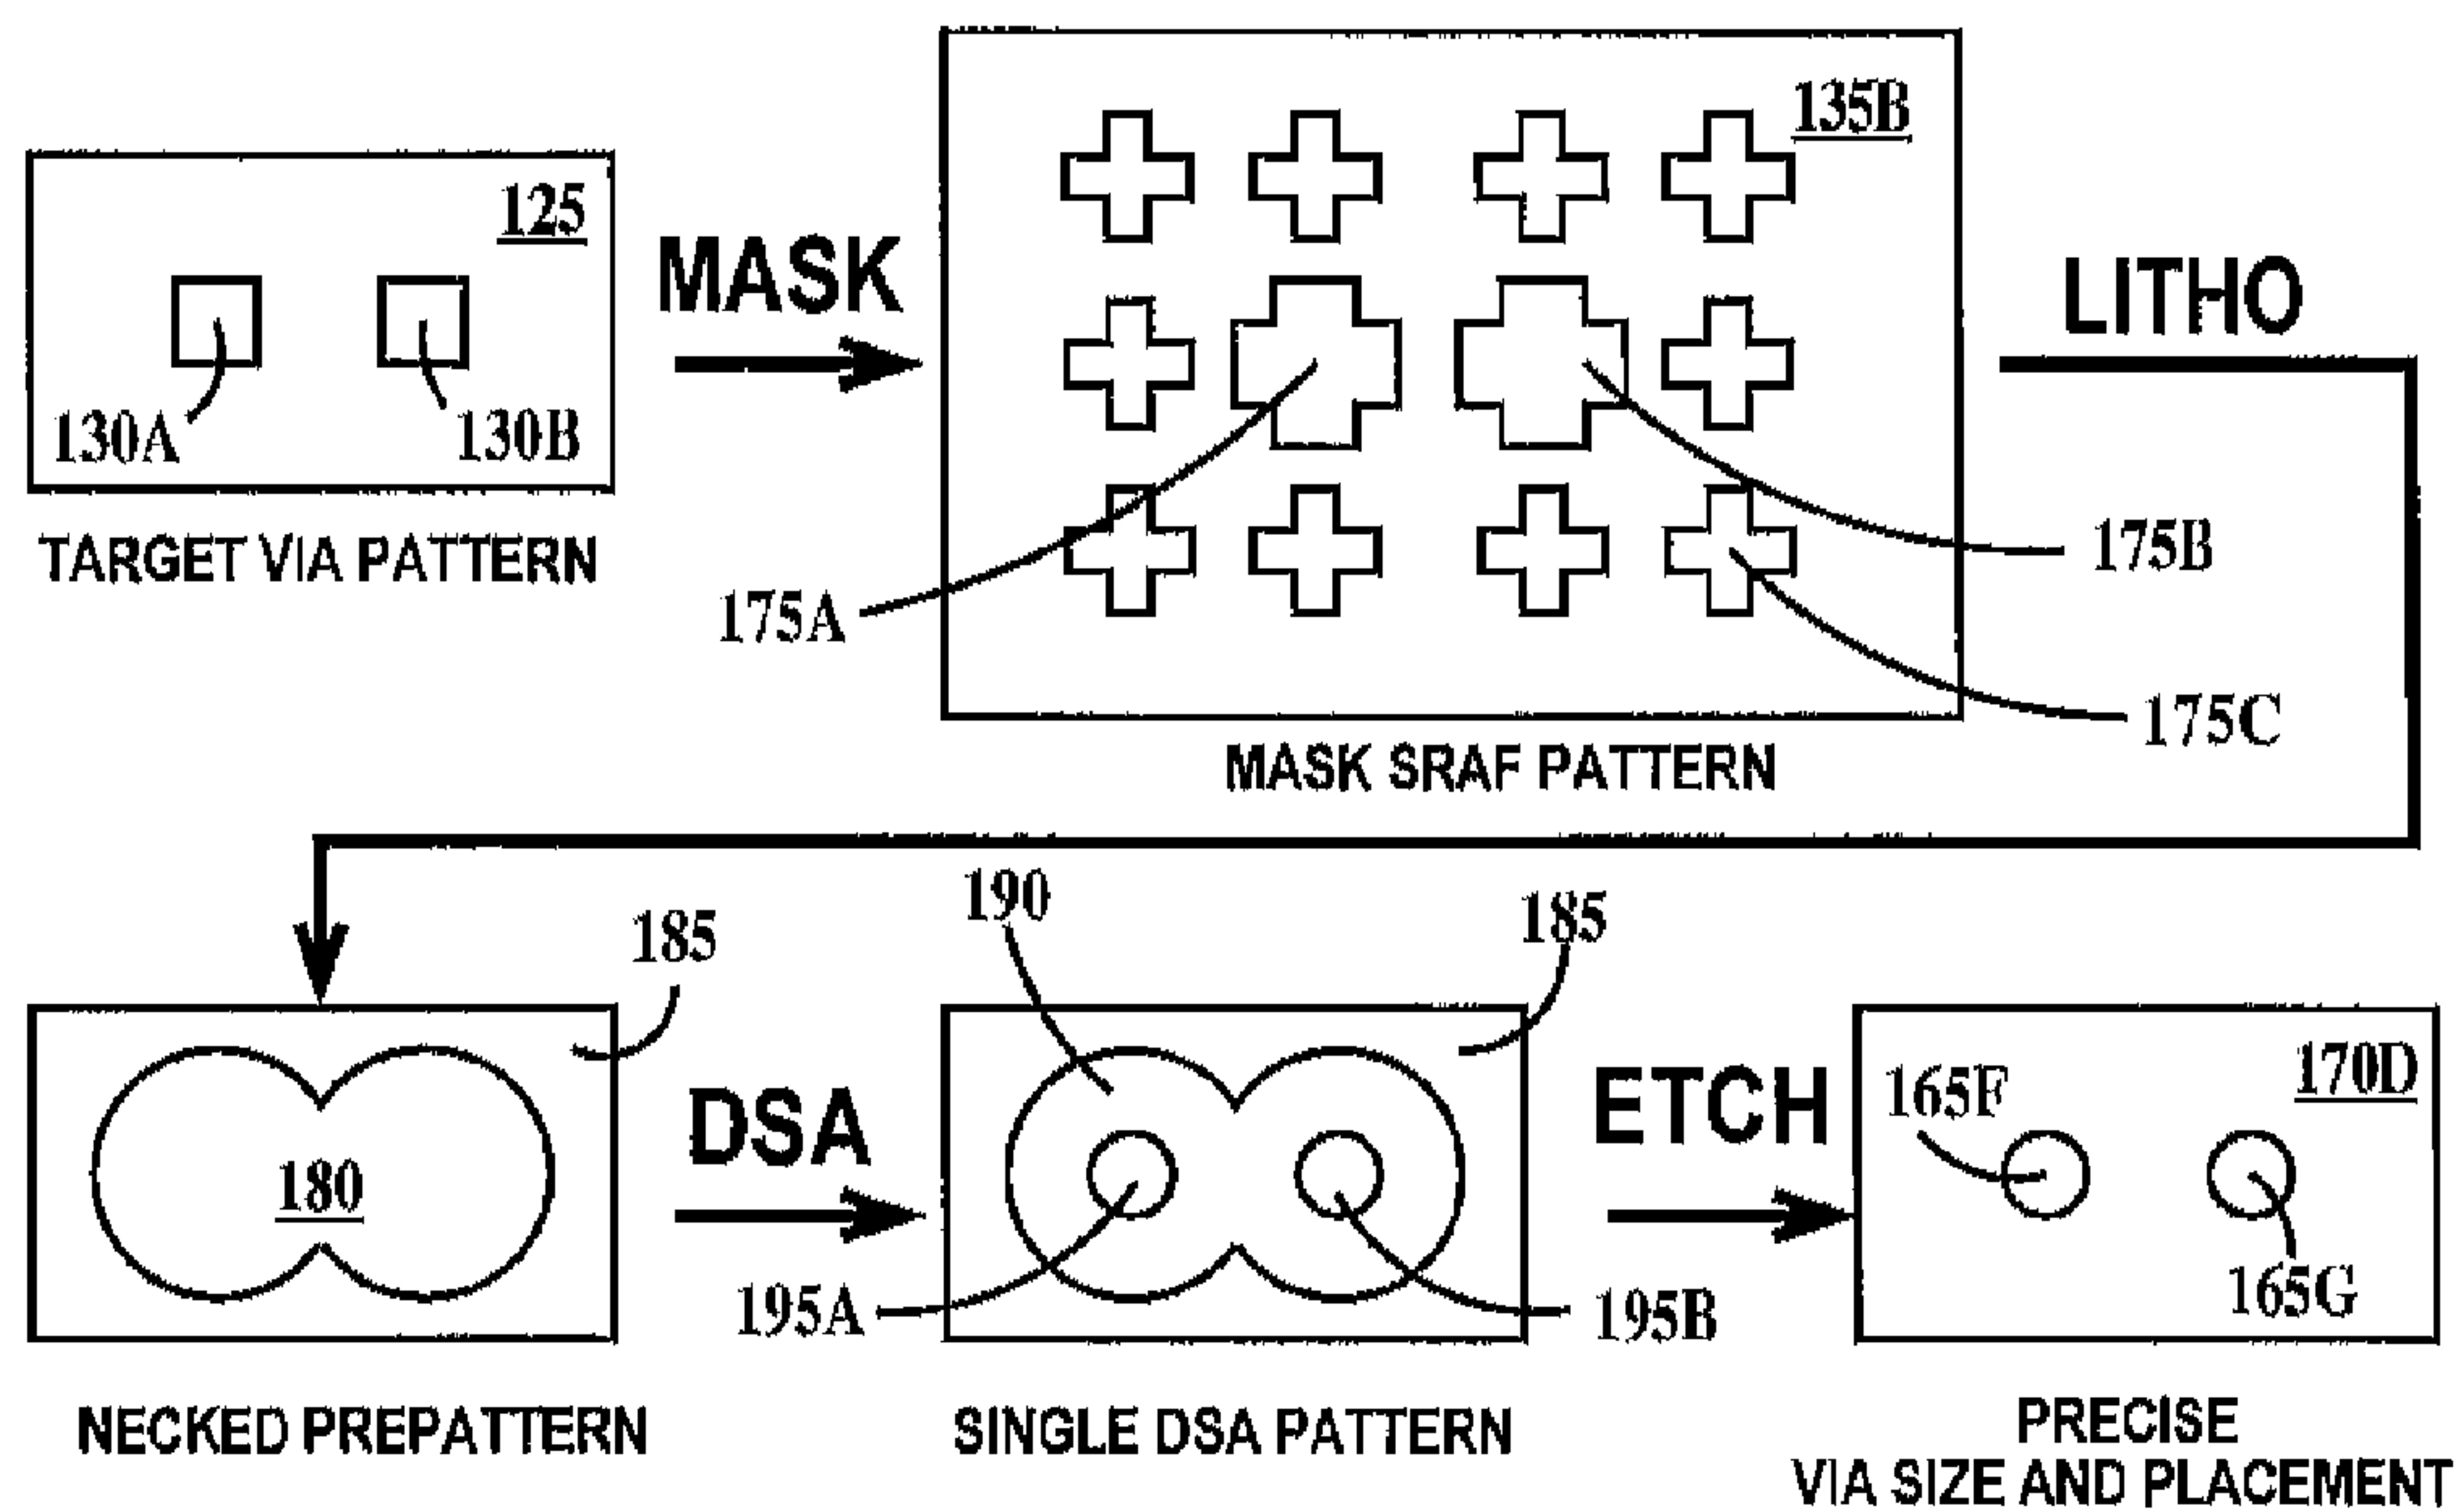 125
130A
130B
TARGET VIA PATTERN
MASK
135B
175A
175B
175C
MASK SRAF PATTERN
LITHO
185
180
NECKED PREPATTERN
DSA
190
185
195A
195B
SINGLE DSA PATTERN
ETCH
170D
165F
165G
PRECISE
VIA SIZE AND PLACEMENT